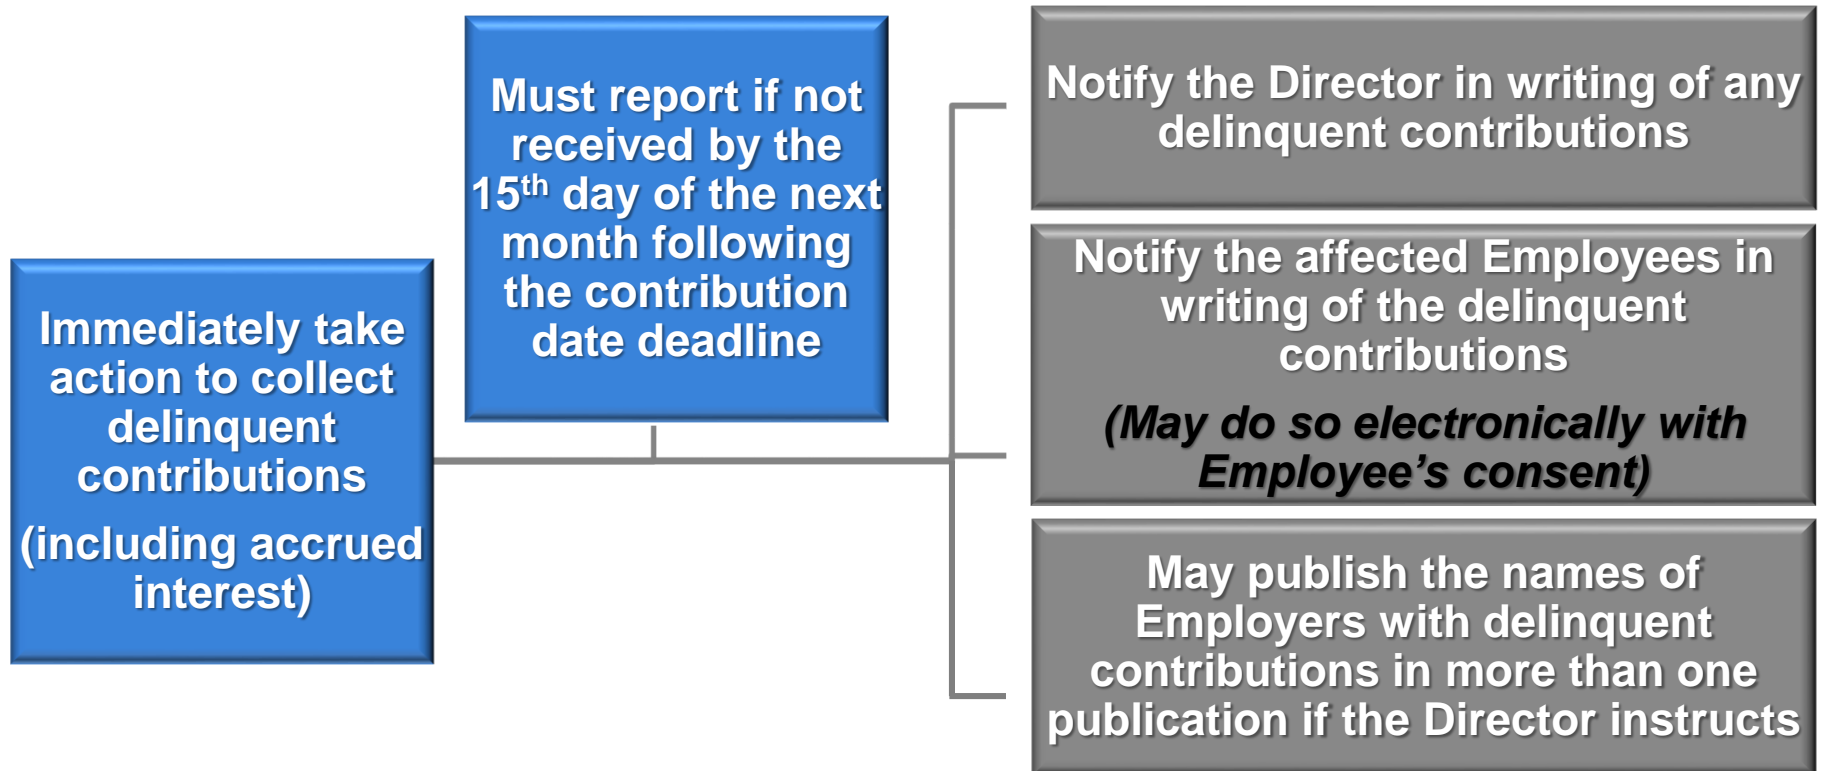 Immediately take
action to collect
delinquent
contributions
(including accrued
interest)
Must report if not
received by the
15th day of the next
month following
the contribution
date deadline
Notify the Director in writing of any
delinquent contributions
Notify the affected Employees in
writing of the delinquent
contributions
(May do so electronically with
Employee’s consent)
May publish the names of
Employers with delinquent
contributions in more than one
publication if the Director instructs